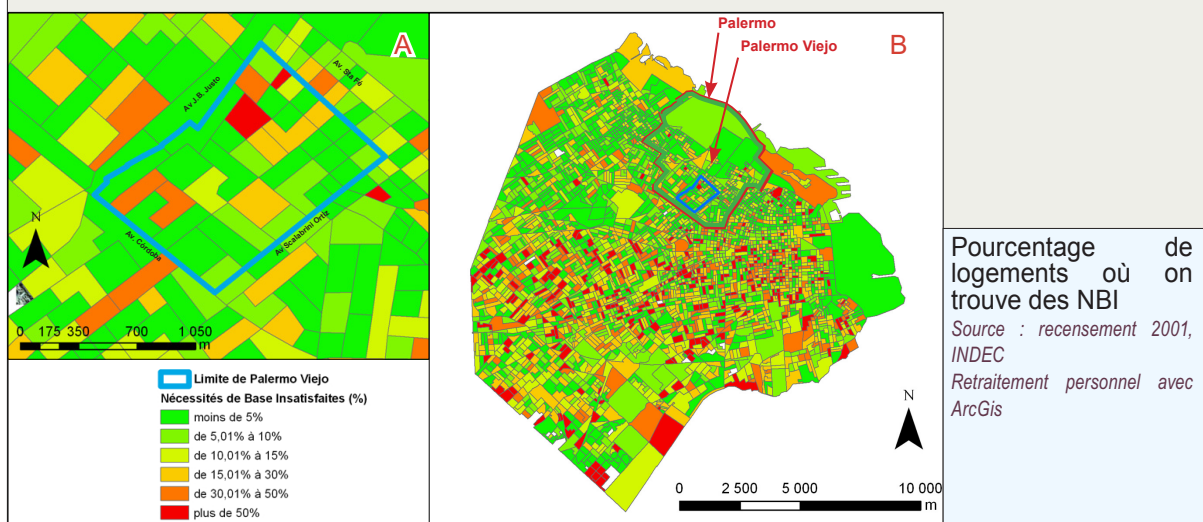 A
Av J.B. Justo
Av. Sta Fé
Av. Córdoba
Av Scalabrini Ortiz
N
0 175 350 700 1 050
m
Limite de Palermo Viejo
Nécessités de Base Insatisfaites (%)
moins de 5%
de 5,01% à 10%
de 10,01% à 15%
de 15,01% à 30%
de 30,01% à 50%
plus de 50%
Palermo
Palermo Viejo
B
N
0 2 500 5 000 10 000
m
Pourcentage de
logements où on
trouve des NBI
Source : recensement 2001,
INDEC
Retraitement personnel avec
ArcGis